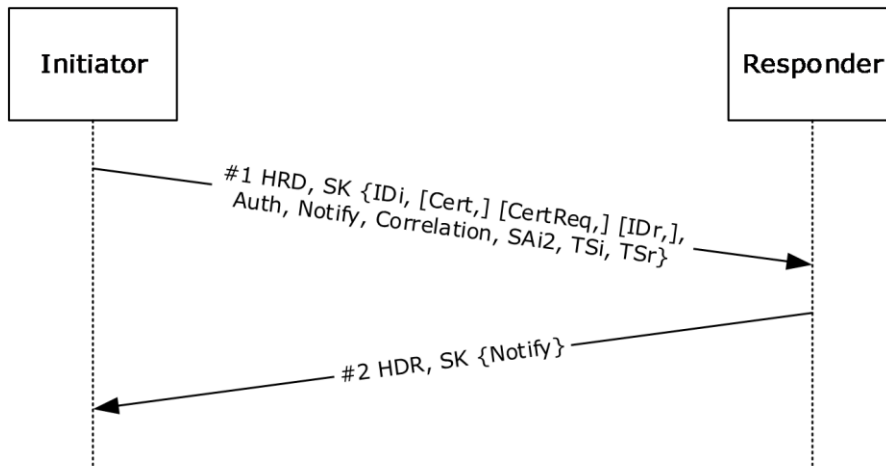 Initiator
Responder
#1 HRD, SK {IDi, [Cert,] [CertReq,] [IDr,],
Auth, Notify, Correlation, SAi2, TSi, TSr}
#2 HDR, SK {Notify}